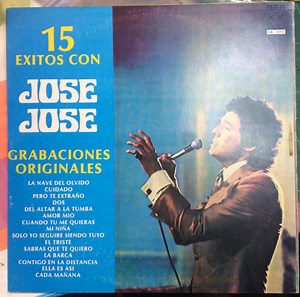 15
EXITOS CON
JOSE
JOSE
GRABACIONES
ORIGINALES
LA NAVE DEL OLVIDO
CUIDADO
PERO TE EXTRAÑO
DOS
DEL ALTAR A LA TUMBA
AMOR MIO
CUANDO TU ME QUIERAS
MI NIÑA
SOLO YO SEGUIRE SIENDO TUYO
EL TRISTE
SABRAS QUE TE QUIERO
LA BARCA
CONTIGO EN LA DISTANCIA
ELLA ES ASI
CADA MAÑANA